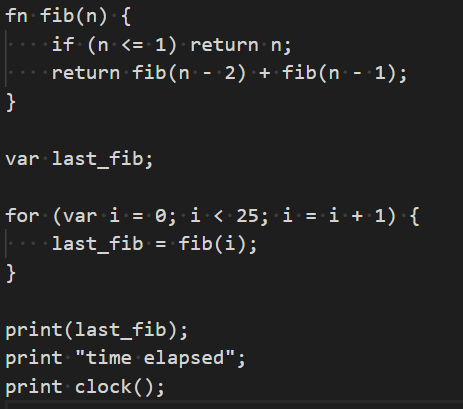 fn fib(n) {
    if (n <= 1) return n;
    return fib(n - 2) + fib(n - 1);
}

var last_fib;

for (var i = 0; i < 25; i = i + 1) {
    last_fib = fib(i);
}

print(last_fib);
print "time elapsed";
print clock();